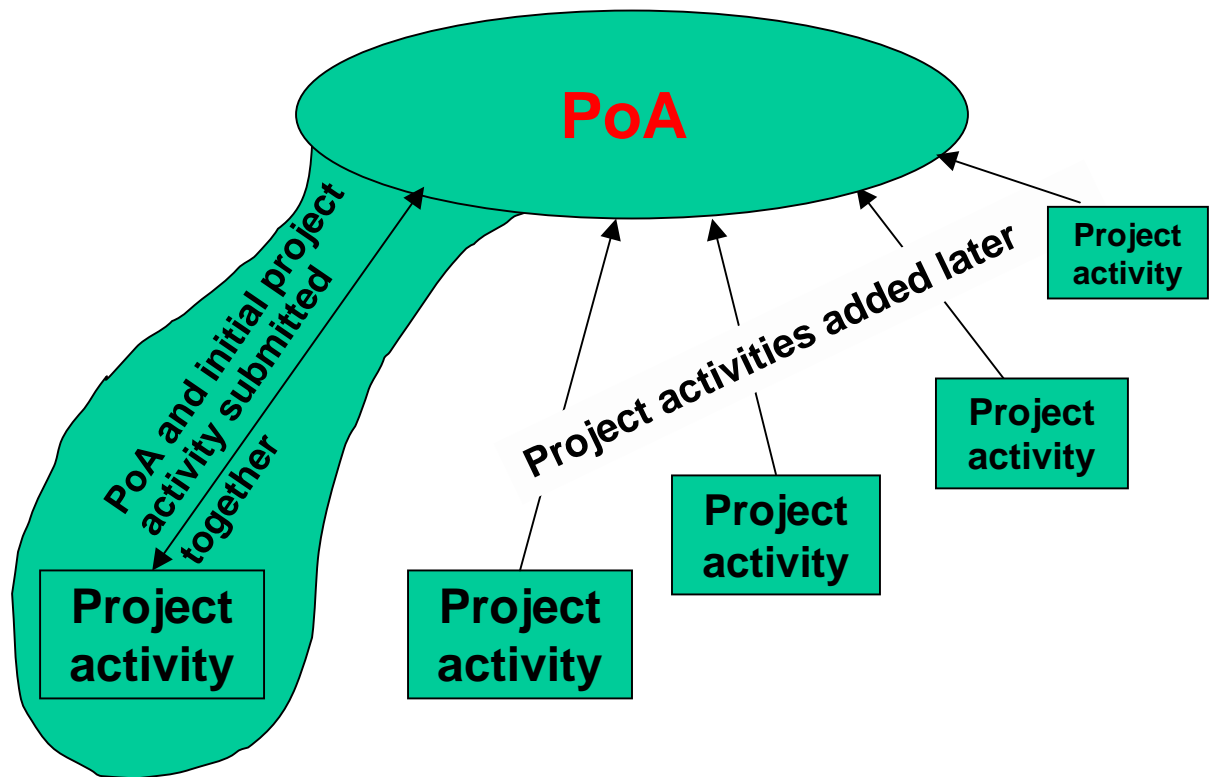 PoA
PoA and initial project
activity submitted
together
Project activities added later
Project
activity
Project
activity
Project
activity
Project
activity
Project
activity